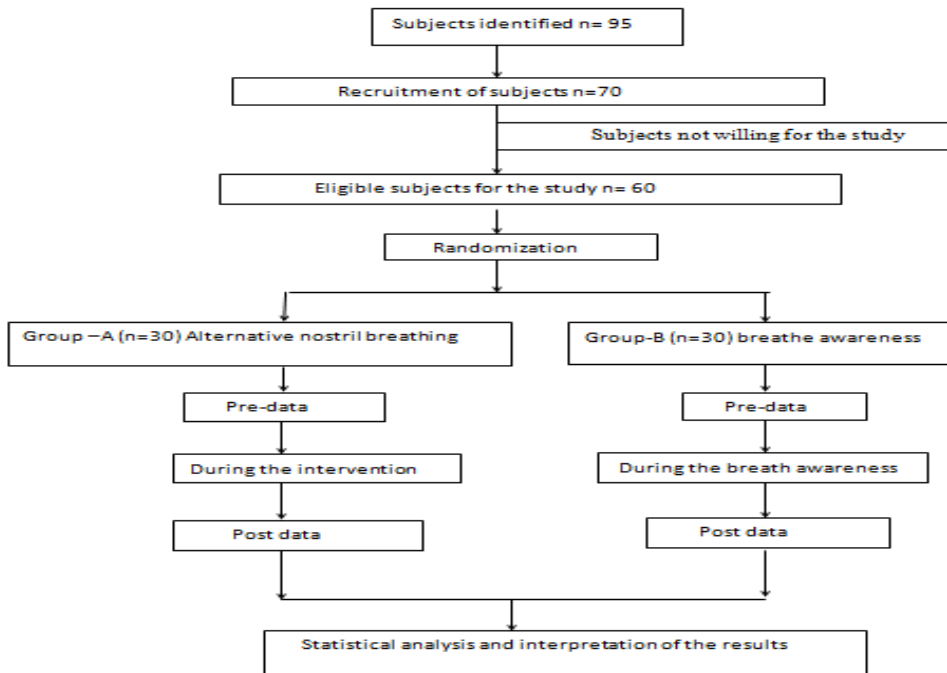 Subjects identified n= 95
Recruitment of subjects n=70
Subjects not willing for the study
Eligible subjects for the study n= 60
Randomization
Group –A (n=30) Alternative nostril breathing
Group-B (n=30) breathe awareness
Pre-data
Pre-data
During the intervention
During the breath awareness
Post data
Post data
Statistical analysis and interpretation of the results